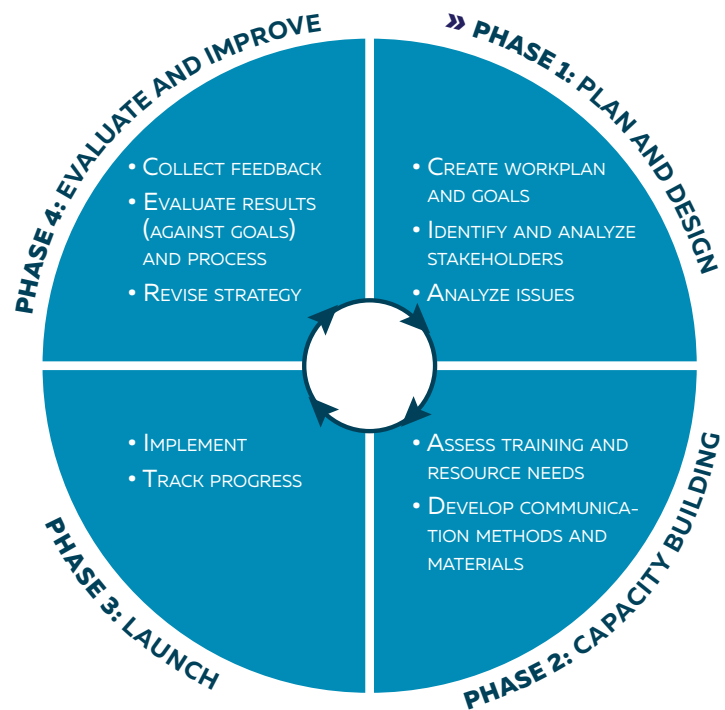 » PHASE 1: PLAN AND DESIGN
• CREATE WORKPLAN
AND GOALS
• IDENTIFY AND ANALYZE
STAKEHOLDERS
• ANALYZE ISSUES
PHASE 2: CAPACITY BUILDING
• ASSESS TRAINING AND
RESOURCE NEEDS
• DEVELOP COMMUNICA-
TION METHODS AND
MATERIALS
PHASE 3: LAUNCH
• IMPLEMENT
• TRACK PROGRESS
PHASE 4: EVALUATE AND IMPROVE
• COLLECT FEEDBACK
• EVALUATE RESULTS
(AGAINST GOALS)
AND PROCESS
• REVISE STRATEGY